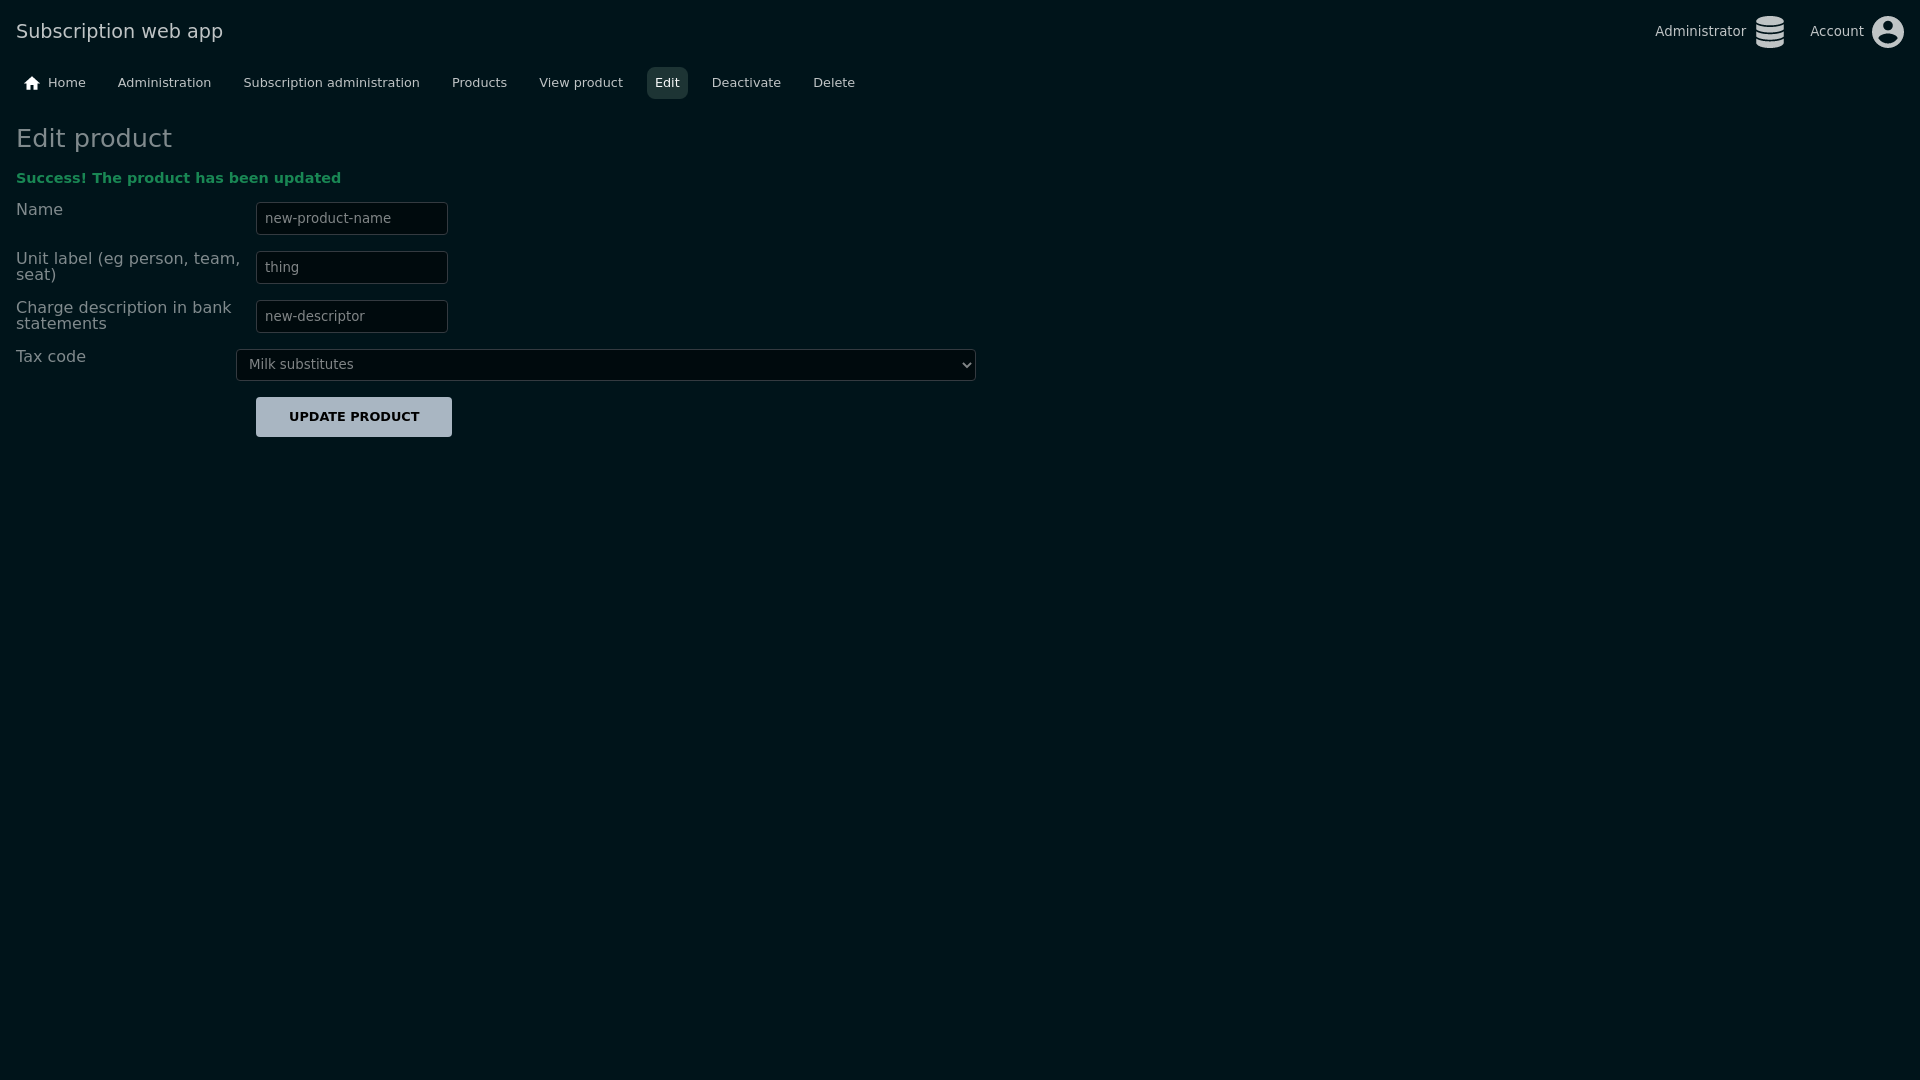 Subscription web app
Administrator
Account
Home
Administration
Subscription administration
Products
View product
Edit
Deactivate
Delete
Edit product
Success! The product has been updated
Name
new-product-name
Unit label (eg person, team,
seat)
thing
Charge description in bank
statements
new-descriptor
Tax code
Milk substitutes
UPDATE PRODUCT